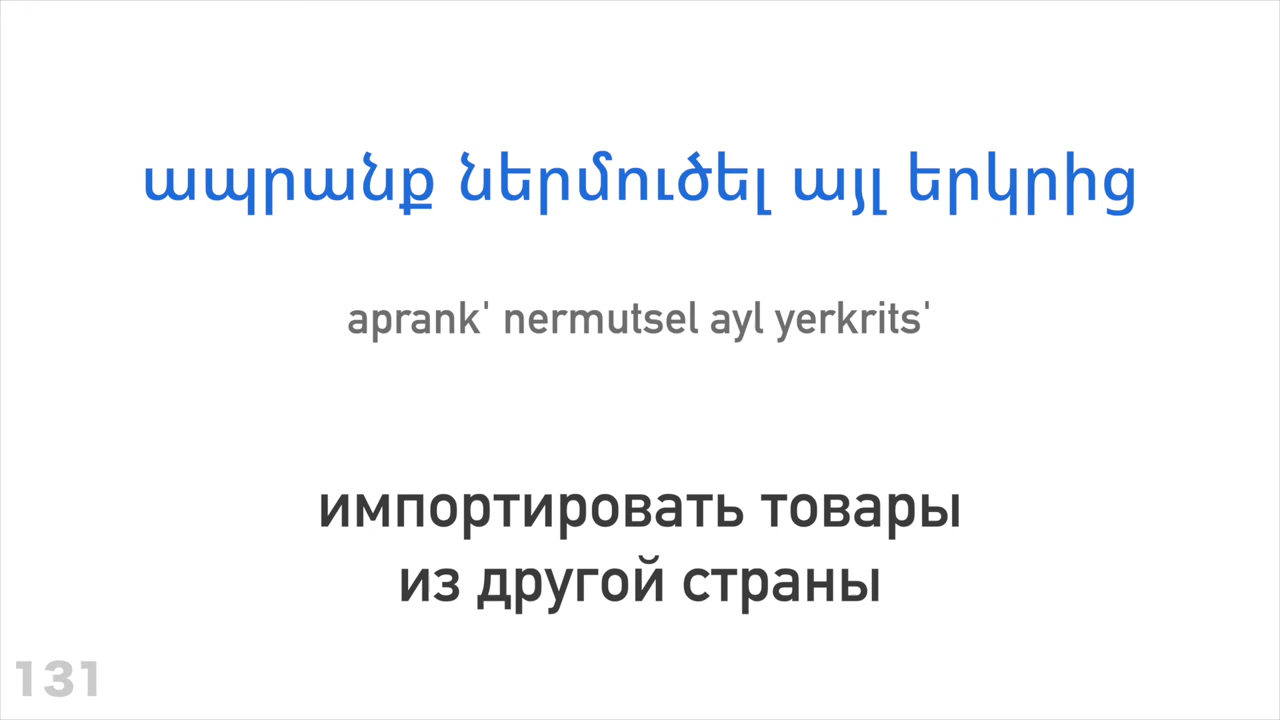 ապրանք ներմուծել այլ երկրից
aprank' nermutsel ayl yerkrits'
импортировать товары
из другой страны
131